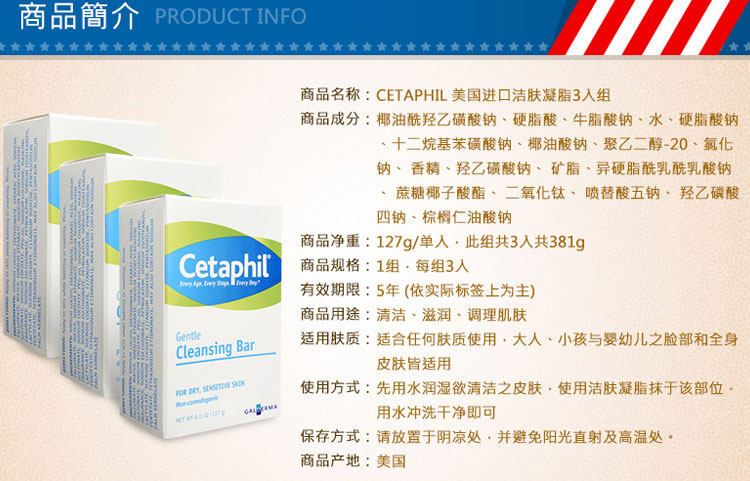 商品簡介 PRODUCT INFO
商品名称：CETAPHIL 美国进口洁肤凝脂3入组
商品成分：椰油酰羟乙磺酸钠、硬脂酸、牛脂酸钠、水、硬脂酸钠
、十二烷基苯磺酸钠、椰油酸钠、聚乙二醇-20、氯化
钠、香精、羟乙磺酸钠、矿脂、异硬脂酰乳酰乳酸钠
、蔗糖椰子酸酯、二氧化钛、喷替酸五钠、羟乙磷酸
四钠、棕榈仁油酸钠
商品净重：127g/单入，此组共3入共381g
商品规格：1组，每组3入
有效期限：5年 (依实际标签上为主)
商品用途：清洁、滋润、调理肌肤
适用肤质：适合任何肤质使用，大人、小孩与婴幼儿之脸部和全身
皮肤皆适用
使用方式：先用水润湿欲清洁之皮肤，使用洁肤凝脂抹于该部位，
用水冲洗干净即可
保存方式：请放置于阴凉处，并避免阳光直射及高温处。
商品产地：美国
Cetaphil®
Every Age. Every Stage. Every Day.®
Gentle
Cleansing Bar
FOR DRY, SENSITIVE SKIN
Non-comedogenic
NET WT 4.5 OZ (127 g)
GALDERMA